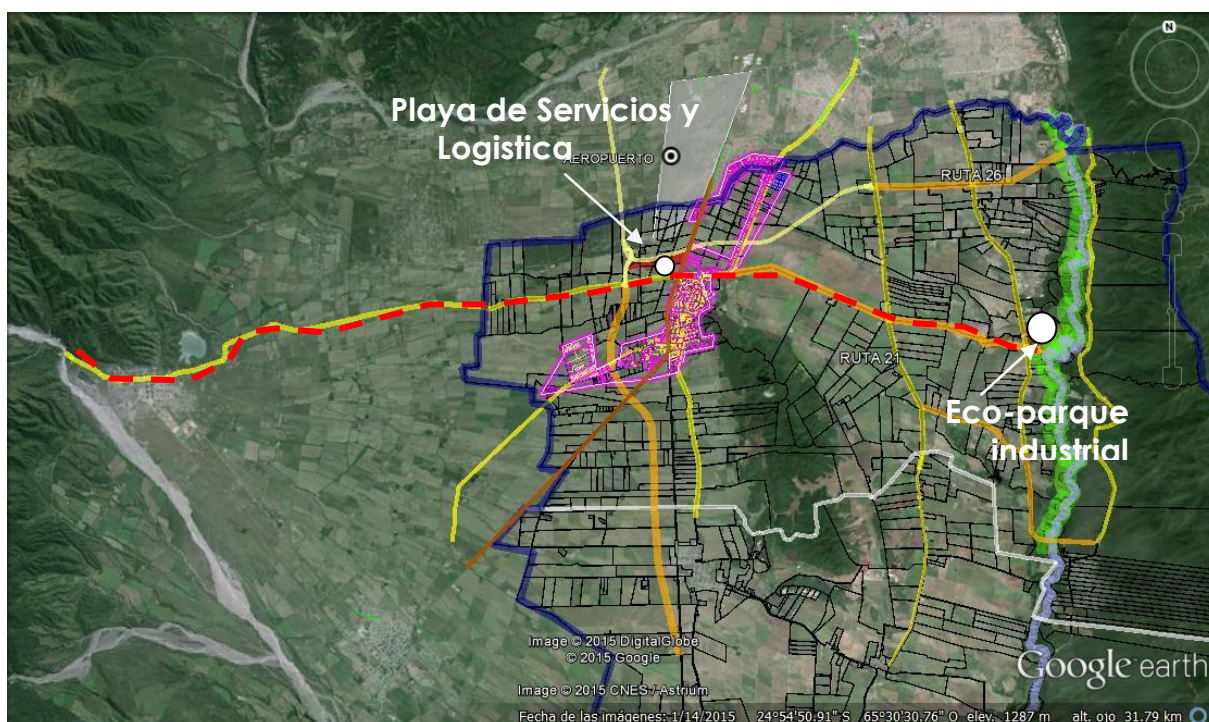 N
Playa de Servicios y
Logistica
AEROPUERTO
RUTA 26
RUTA 21
Eco-parque
industrial
Image © 2015 DigitalGlobe
© 2015 Google
Image © 2015 CNES / Astrium
Google earth
Fecha de las imágenes: 1/14/2015 24°54'50.91" S 65°30'30.76" O elev. 1287 m alt. ojo 31.79 km